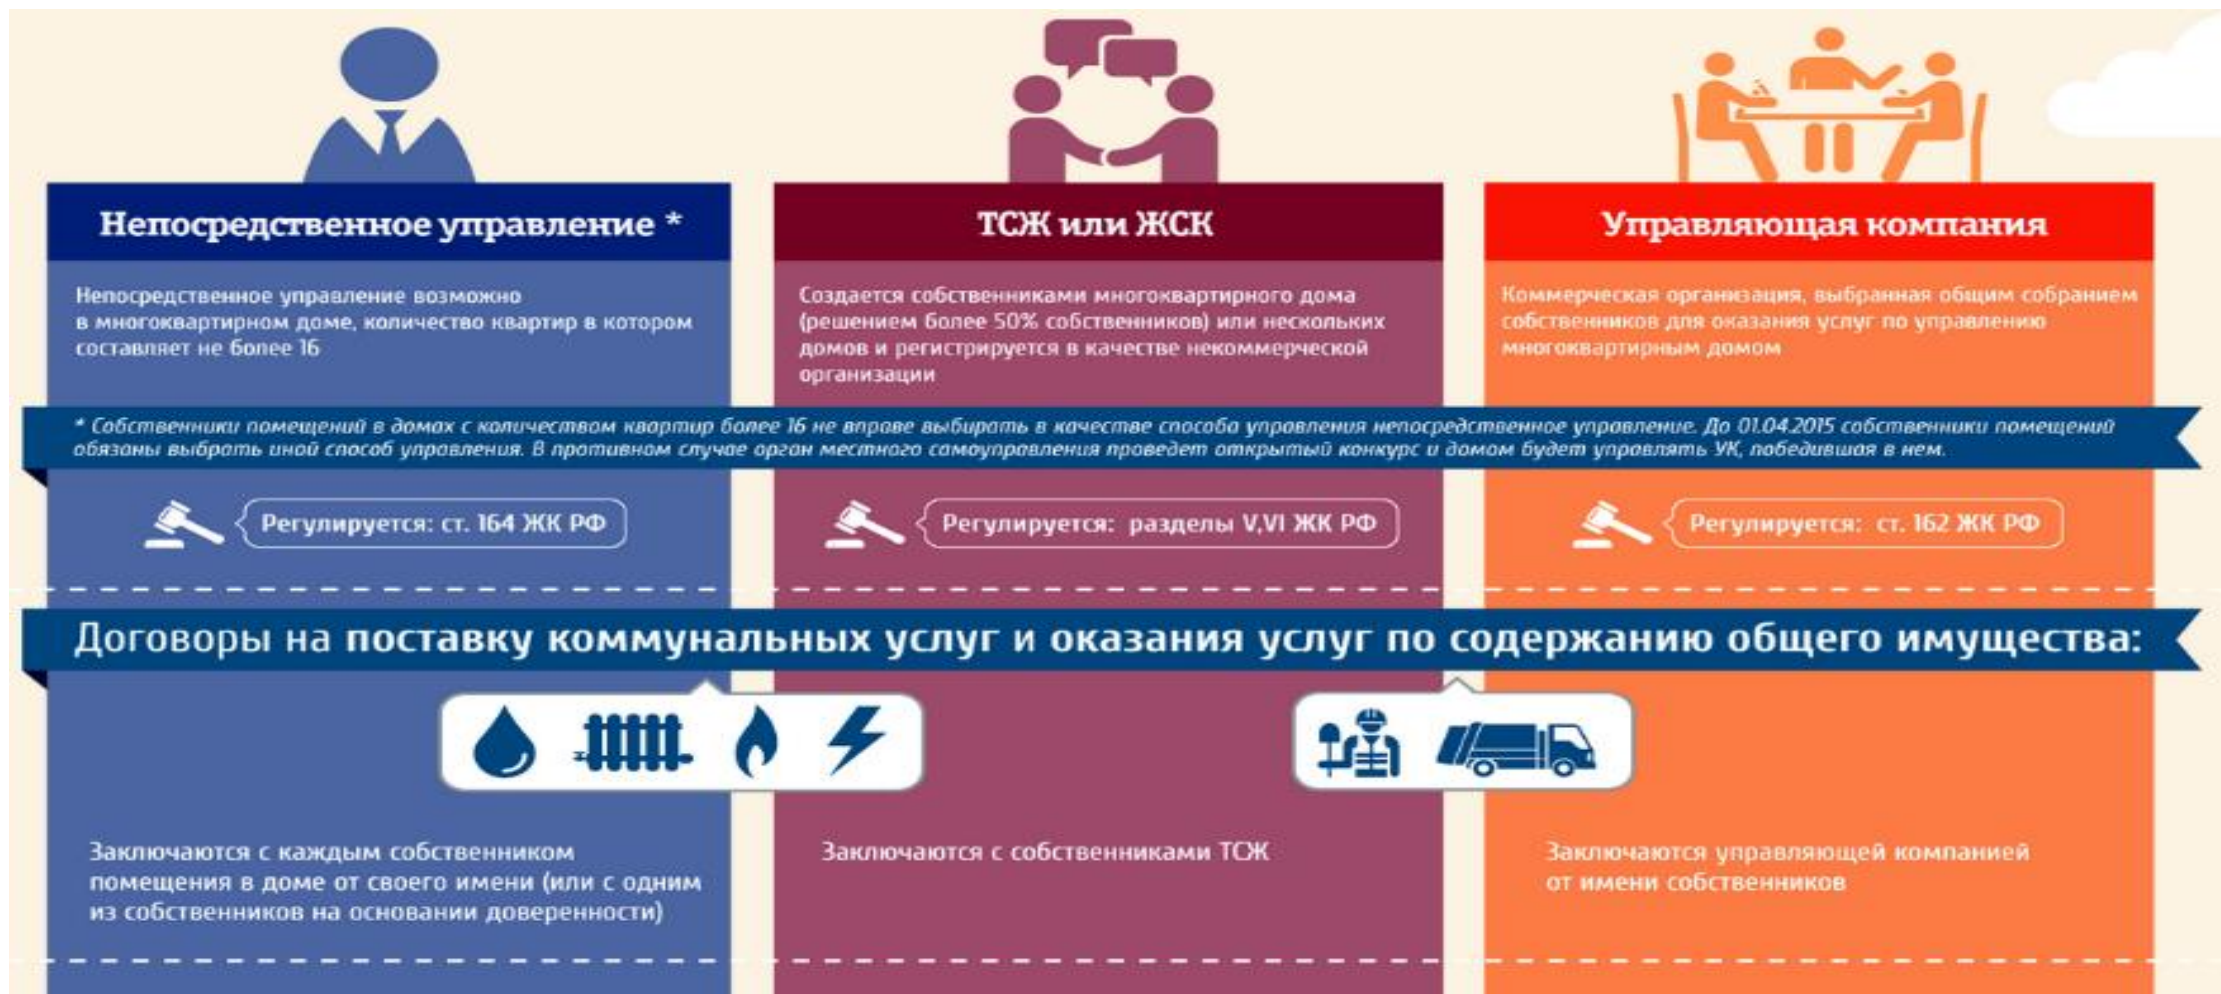 Непосредственное управление *
ТСЖ или ЖСК
Управляющая компания
Непосредственное управление возможно
в многоквартирном доме, количество квартир в котором
составляет не более 16
Создается собственниками многоквартирного дома
(решением более 50% собственников) или нескольких
домов и регистрируется в качестве некоммерческой
организации
Коммерческая организация, выбранная общим собранием
собственников для оказания услуг по управлению
многоквартирным домом
* Собственники помещений в домах с количеством квартир более 16 не вправе выбирать в качестве способа управления непосредственное управление. До 01.04.2015 собственники помещений
обязаны выбрать иной способ управления. В противном случае орган местного самоуправления проведет открытый конкурс и домом будет управлять УК, победившая в нем.
Регулируется: ст. 164 ЖК РФ
Регулируется: разделы V,VI ЖК РФ
Регулируется: ст. 162 ЖК РФ
Договоры на поставку коммунальных услуг и оказания услуг по содержанию общего имущества:
Заключаются с каждым собственником
помещения в доме от своего имени (или с одним
из собственников на основании доверенности)
Заключаются с собственниками ТСЖ
Заключаются управляющей компанией
от имени собственников